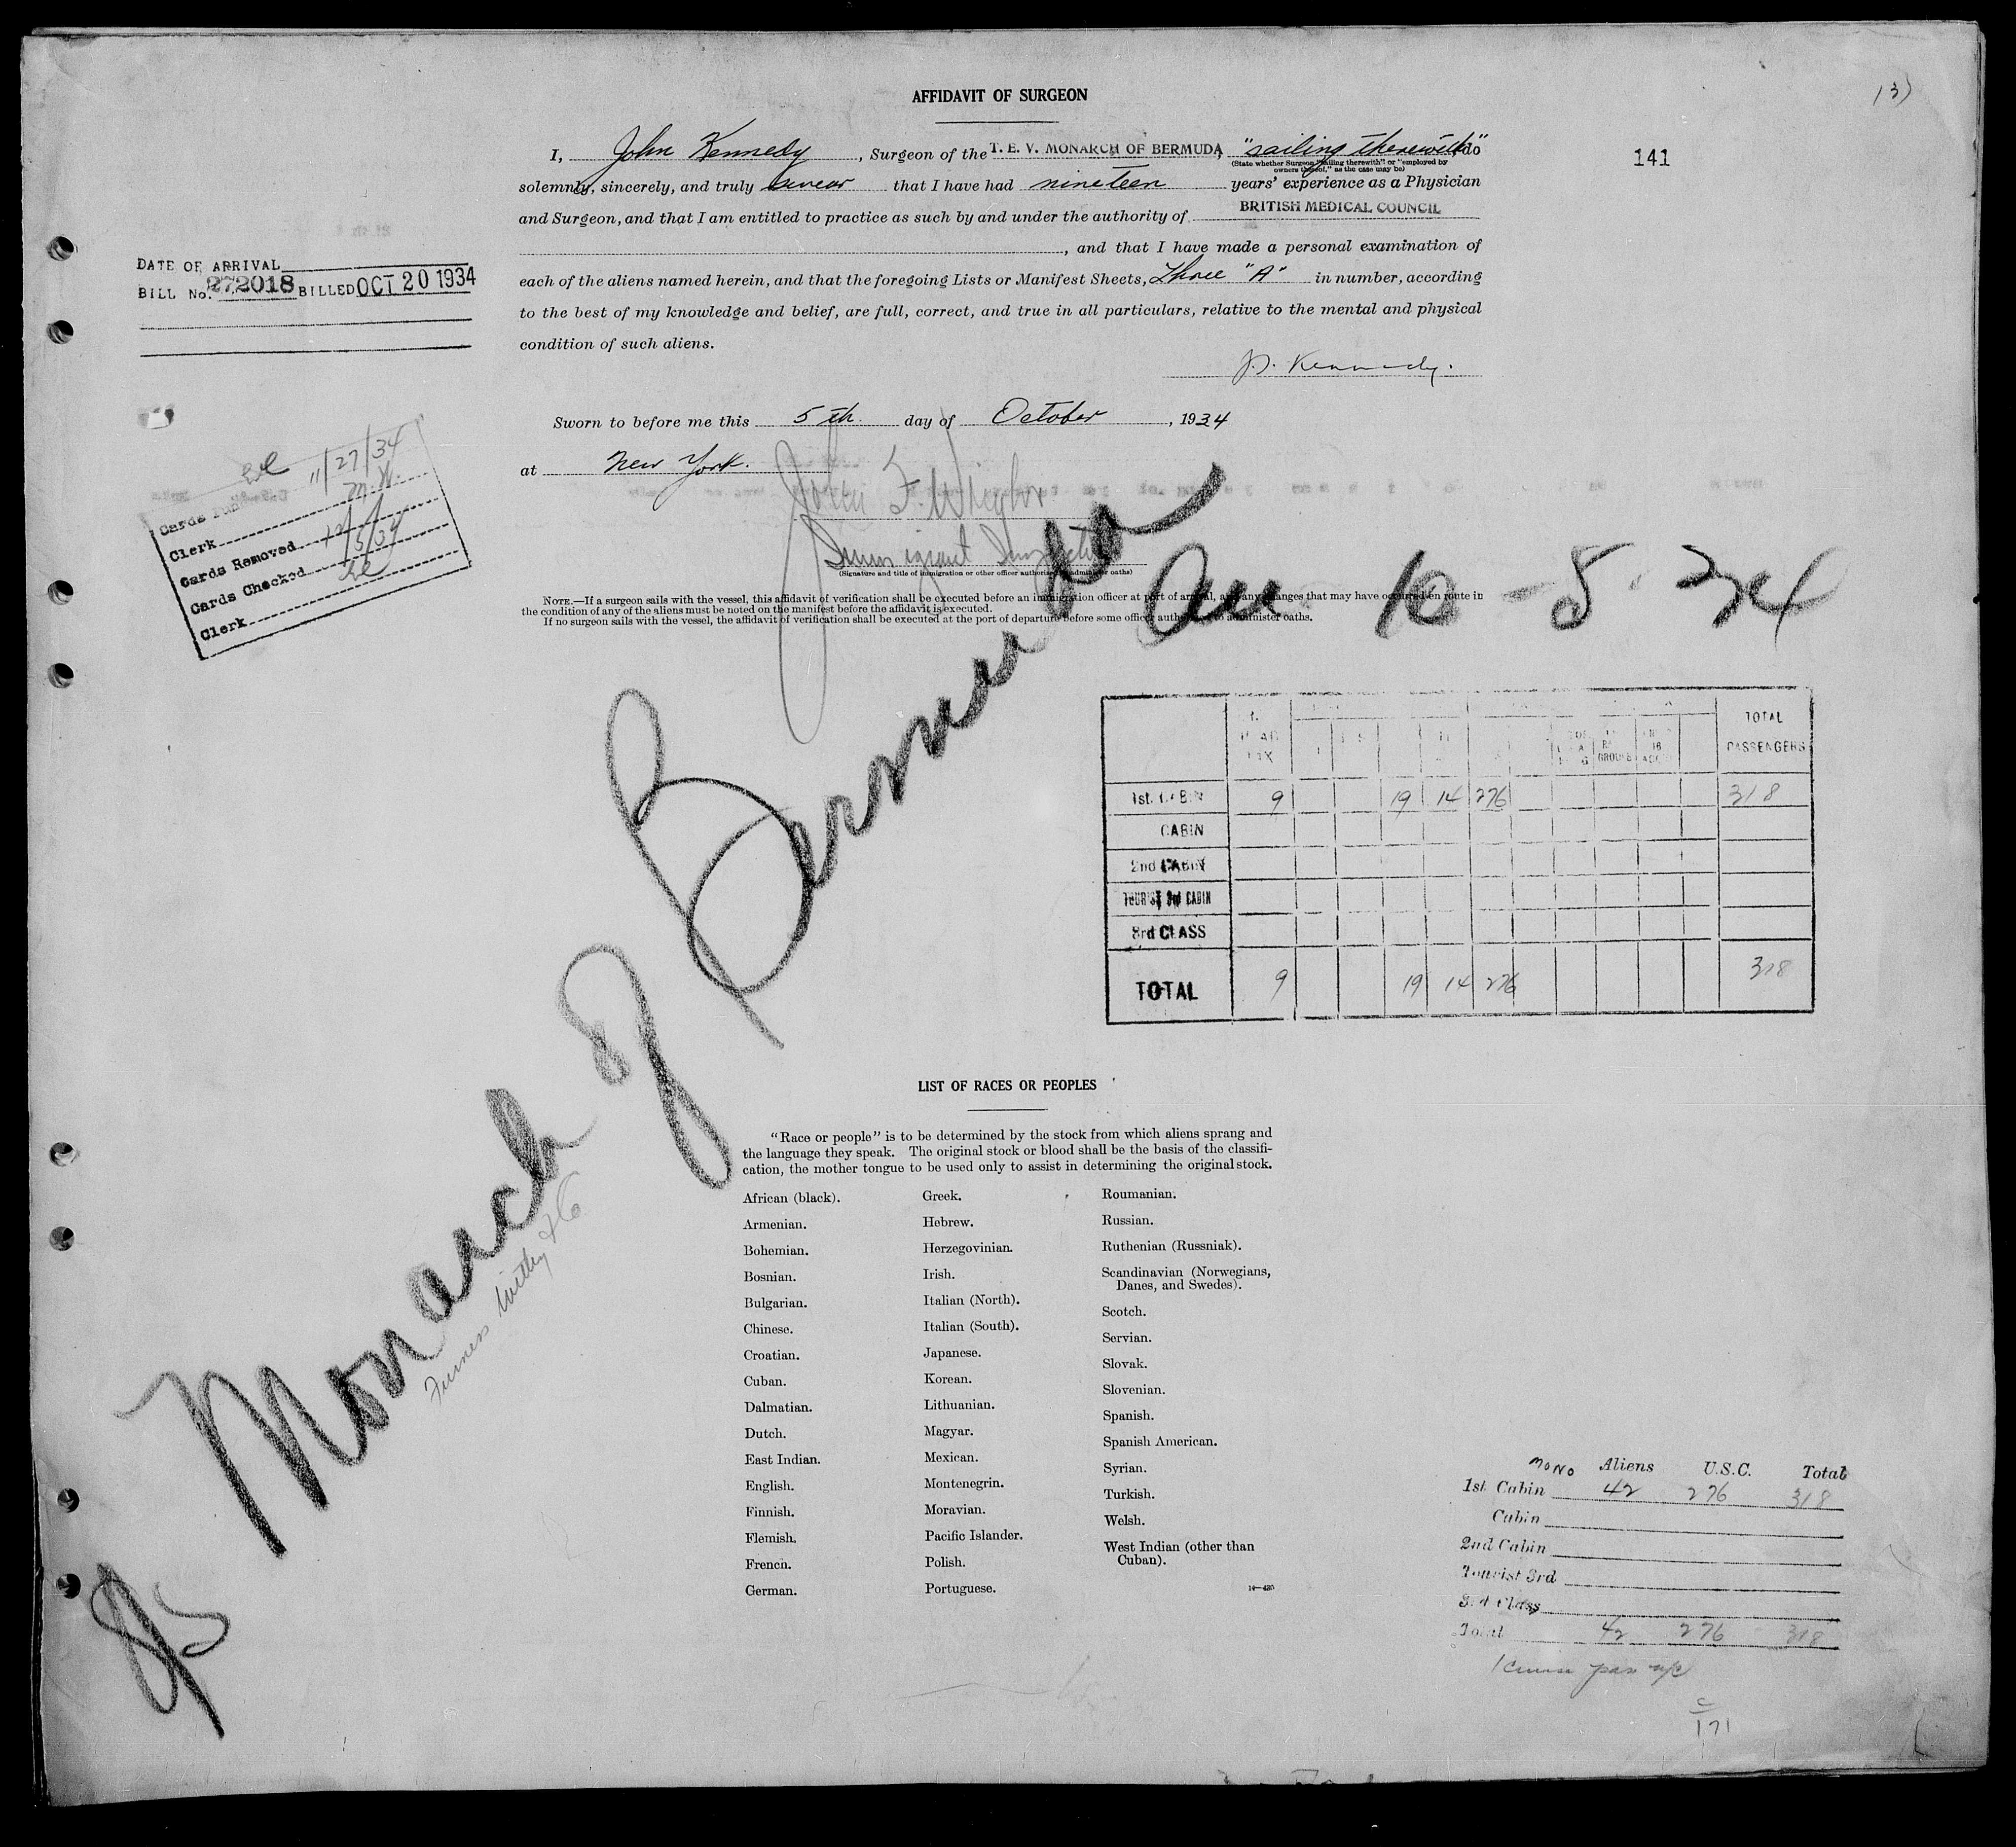 AFFIDAVIT OF SURGEON
13)
141
I, John Kennedy, Surgeon of the T. E. V. MONARCH OF BERMUDA, "sailing therewith" do
(State whether Surgeon "sailing therewith" or "employed by
owners thereof," as the case may be)
solemnly, sincerely, and truly swear that I have had nineteen years' experience as a Physician
and Surgeon, and that I am entitled to practice as such by and under the authority of BRITISH MEDICAL COUNCIL
, and that I have made a personal examination of
each of the aliens named herein, and that the foregoing Lists or Manifest Sheets, three "A" in number, according
to the best of my knowledge and belief, are full, correct, and true in all particulars, relative to the mental and physical
condition of such aliens.
J. Kennedy.
Sworn to before me this 5th. day of October, 1934
at New York.
John F.
Immigrant Inspector
(Signature and title of immigration or other officer authorized to administer oaths)
NOTE.—If a surgeon sails with the vessel, this affidavit of verification shall be executed before an immigration officer at port of arrival, and any changes that may have occurred en route in
the condition of any of the aliens must be noted on the manifest before the affidavit is executed.
If no surgeon sails with the vessel, the affidavit of verification shall be executed at the port of departure before some officer authorized to administer oaths.
DATE OF ARRIVAL
BILL No. 272018 BILLED OCT 20 1934
11/27/34
Cards
Clerk
Cards Removed
Cards Checked
Clerk
Monarch of Bermuda
10-5-34
Furness Withy & Co
TOTAL
PASSENGERS
1st. CABIN 9 19 14 276 318
CABIN
2nd CABIN
TOURIST 3rd CABIN
3rd CLASS
TOTAL 9 19 14 276 318
LIST OF RACES OR PEOPLES
"Race or people" is to be determined by the stock from which aliens sprang and
the language they speak. The original stock or blood shall be the basis of the classifi-
cation, the mother tongue to be used only to assist in determining the original stock.
African (black).
Armenian.
Bohemian.
Bosnian.
Bulgarian.
Chinese.
Croatian.
Cuban.
Dalmatian.
Dutch.
East Indian.
English.
Finnish.
Flemish.
French.
German.
Greek.
Hebrew.
Herzegovinian.
Irish.
Italian (North).
Italian (South).
Japanese.
Korean.
Lithuanian.
Magyar.
Mexican.
Montenegrin.
Moravian.
Pacific Islander.
Polish.
Portuguese.
Roumanian.
Russian.
Ruthenian (Russniak).
Scandinavian (Norwegians,
Danes, and Swedes).
Scotch.
Servian.
Slovak.
Slovenian.
Spanish.
Spanish American.
Syrian.
Turkish.
Welsh.
West Indian (other than
Cuban).
14—420
MONO Aliens U.S.C. Total
1st Cabin 42 276 318
Cabin
2nd Cabin
Tourist 3rd
3rd Class
Total 42 276 318
171